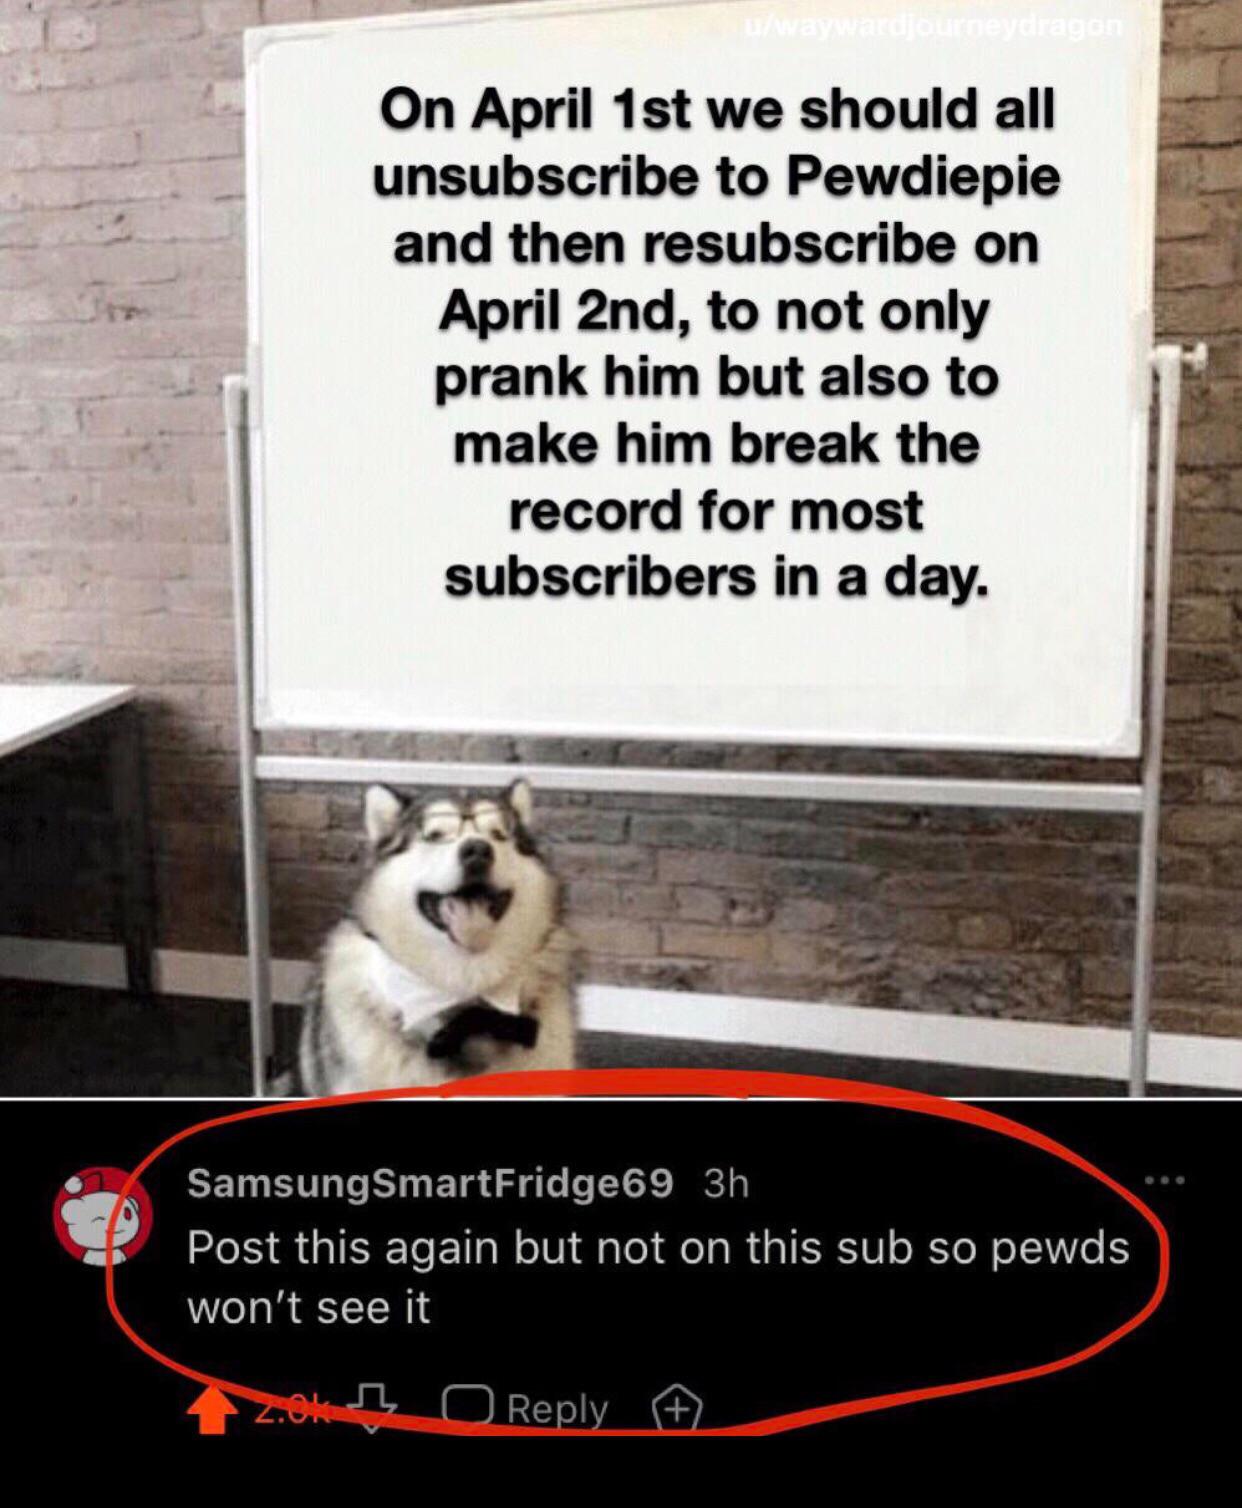 u/waywardjourneydragon
On April 1st we should all
unsubscribe to Pewdiepie
and then resubscribe on
April 2nd, to not only
prank him but also to
make him break the
record for most
subscribers in a day.
SamsungSmartFridge69 3h
Post this again but not on this sub so pewds
won't see it
2.0k Reply